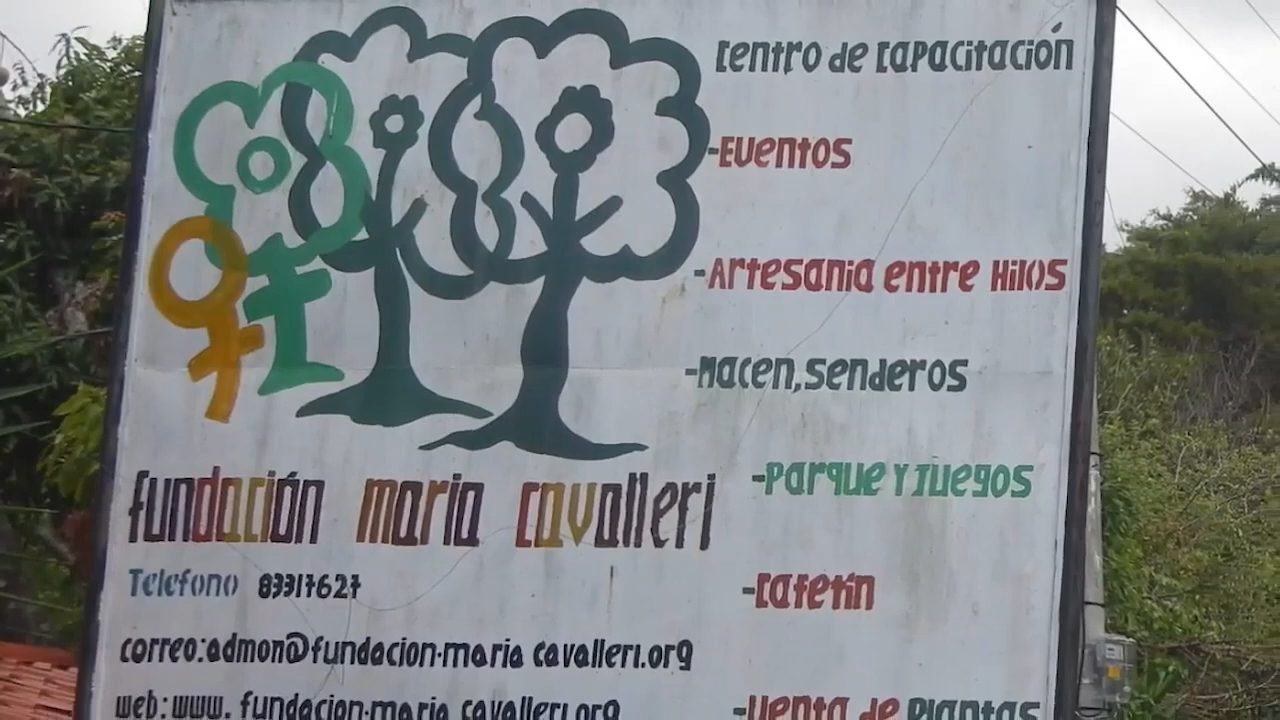 Centro de Capacitación
-Eventos
-Artesania entre Hilos
-Macen, senderos
-Parque y Juegos
-Cafetín
-Venta de Plantas
fundación maria cavalleri
Telefono 83317627
correo:admon@fundacion-maria cavalleri.org
web: www. fundacion-maria cavalleri.org